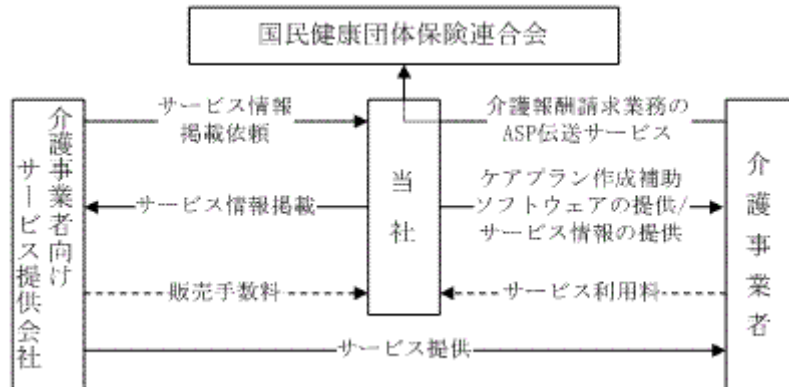 国民健康団体保険連合会
介護事業者向け
サービス提供会社
サービス情報
掲載依頼
当社
介護報酬請求業務の
ASP伝送サービス
介護事業者
サービス情報掲載
ケアプラン作成補助
ソフトウェアの提供/
サービス情報の提供
販売手数料
サービス利用料
サービス提供